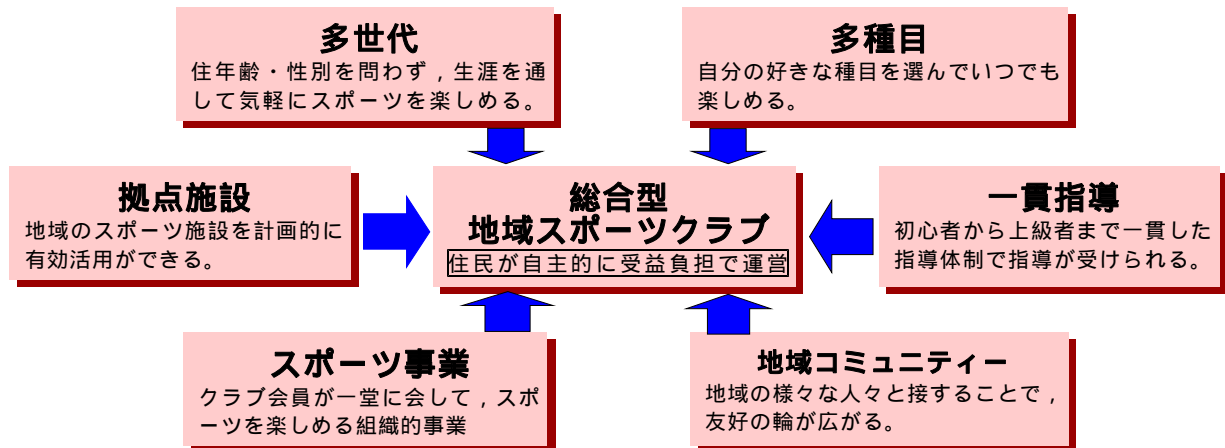 多世代
住年齢・性別を問わず，生涯を通
して気軽にスポーツを楽しめる。
多種目
自分の好きな種目を選んでいつでも
楽しめる。
拠点施設
地域のスポーツ施設を計画的に
有効活用ができる。
総合型
地域スポーツクラブ
住民が自主的に受益負担で運営
一貫指導
初心者から上級者まで一貫した
指導体制で指導が受けられる。
スポーツ事業
クラブ会員が一堂に会して，スポ
ーツを楽しめる組織的事業
地域コミュニティー
地域の様々な人々と接することで，
友好の輪が広がる。